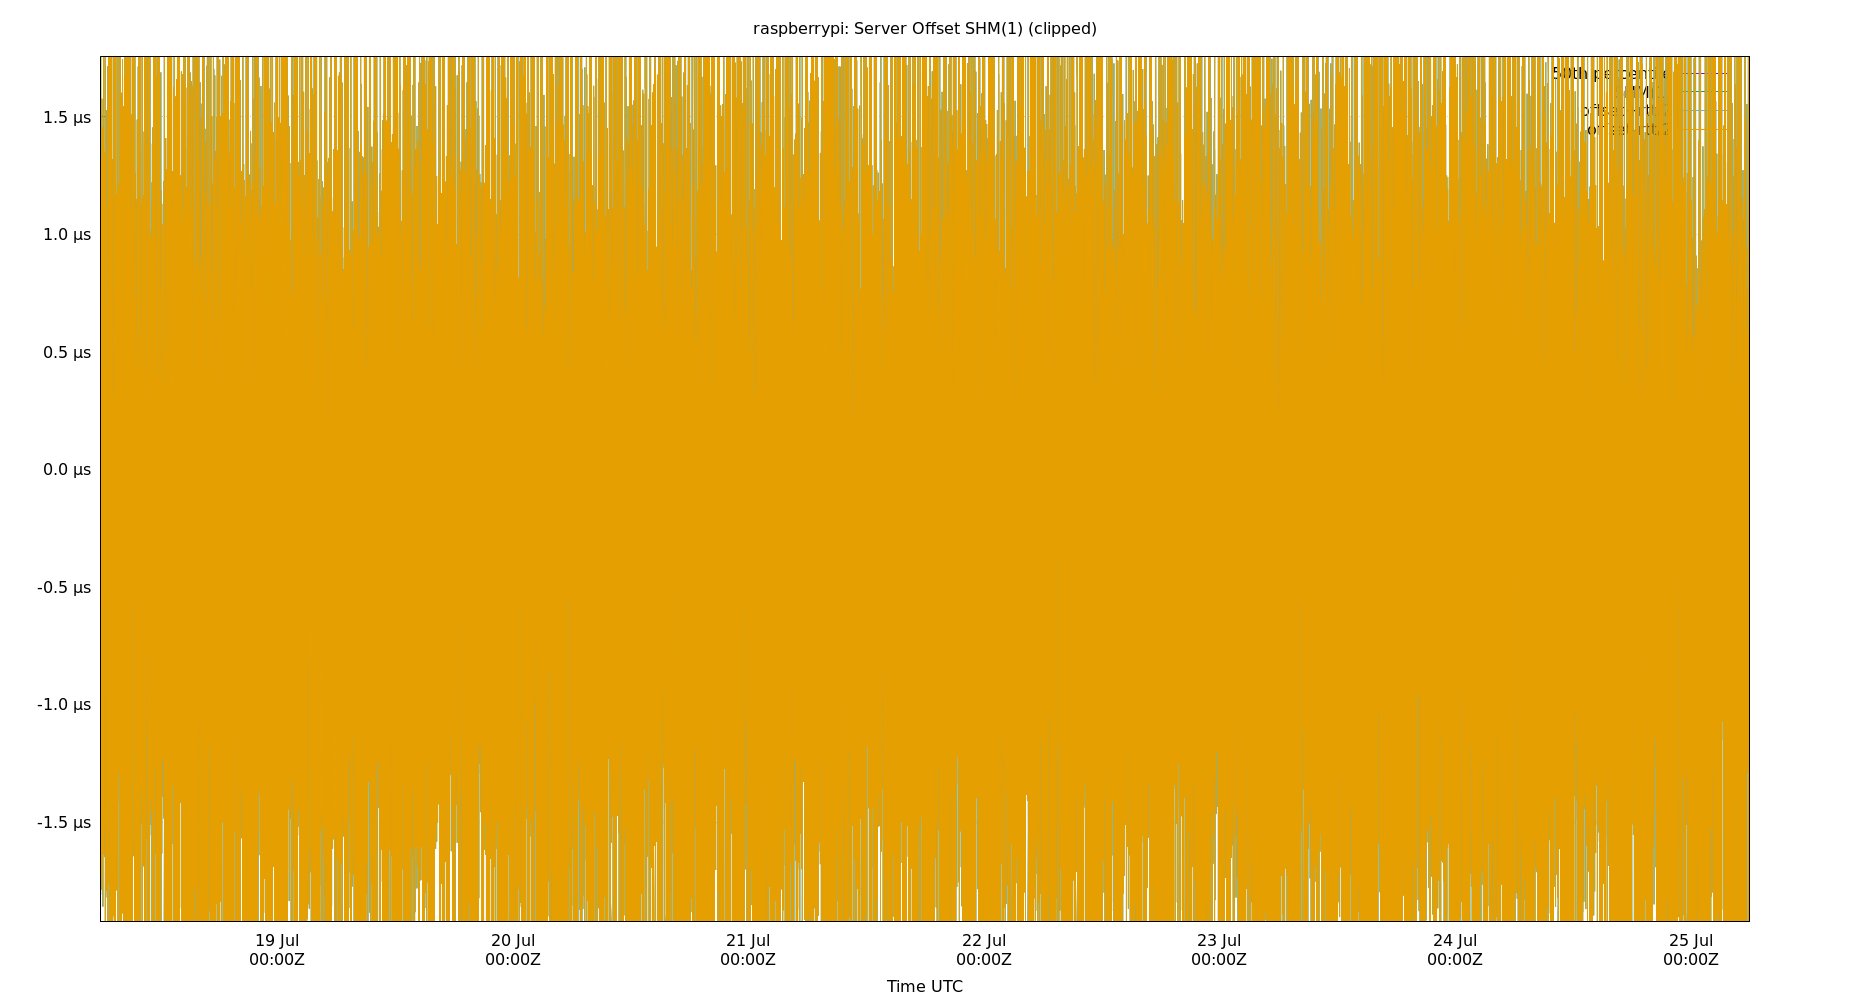 raspberrypi: Server Offset SHM(1) (clipped)
1.5 µs
1.0 µs
0.5 µs
0.0 µs
-0.5 µs
-1.0 µs
-1.5 µs
50th percentile
19 Jul 20 Jul 21 Jul 22 Jul 23 Jul 24 Jul 25 Jul
00:00Z 00:00Z 00:00Z 00:00Z 00:00Z 00:00Z 00:00Z
Time UTC